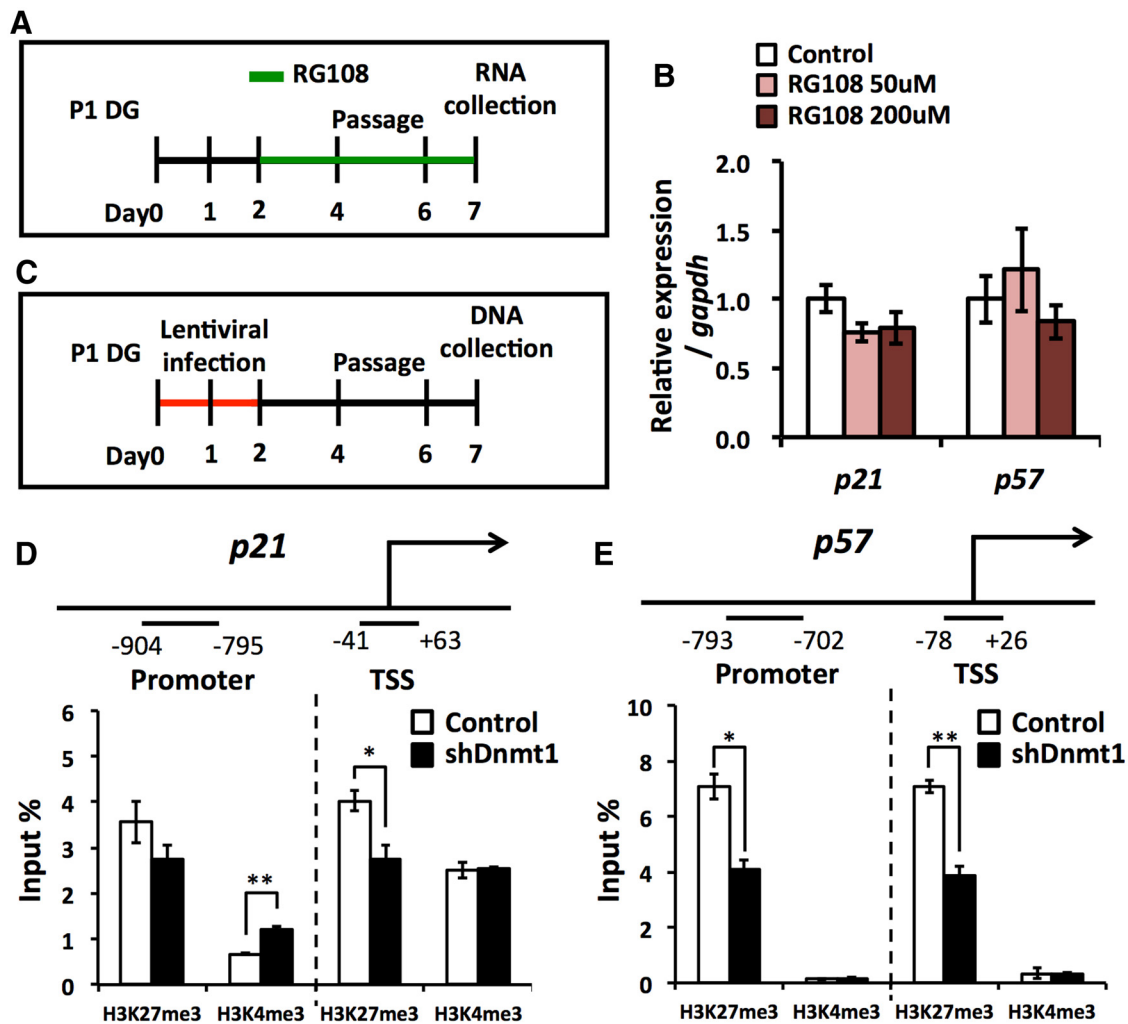 A
RG108
P1 DG
RNA
collection
Passage
Day0 1 2 4 6 7
B
Control
RG108 50uM
RG108 200uM
Relative expression
/ gapdh
2.0
1.5
1.0
0.5
0.0
p21 p57
C
P1 DG
Lentiviral
infection
Passage
DNA
collection
Day0 1 2 4 6 7
D
p21
-904 -795 -41 +63
Promoter TSS
Control
shDnmt1
Input %
6
5
4
3
2
1
0
** *
H3K27me3 H3K4me3 H3K27me3 H3K4me3
E
p57
-793 -702 -78 +26
Promoter TSS
Control
shDnmt1
Input %
10
8
6
4
2
0
* **
H3K27me3 H3K4me3 H3K27me3 H3K4me3